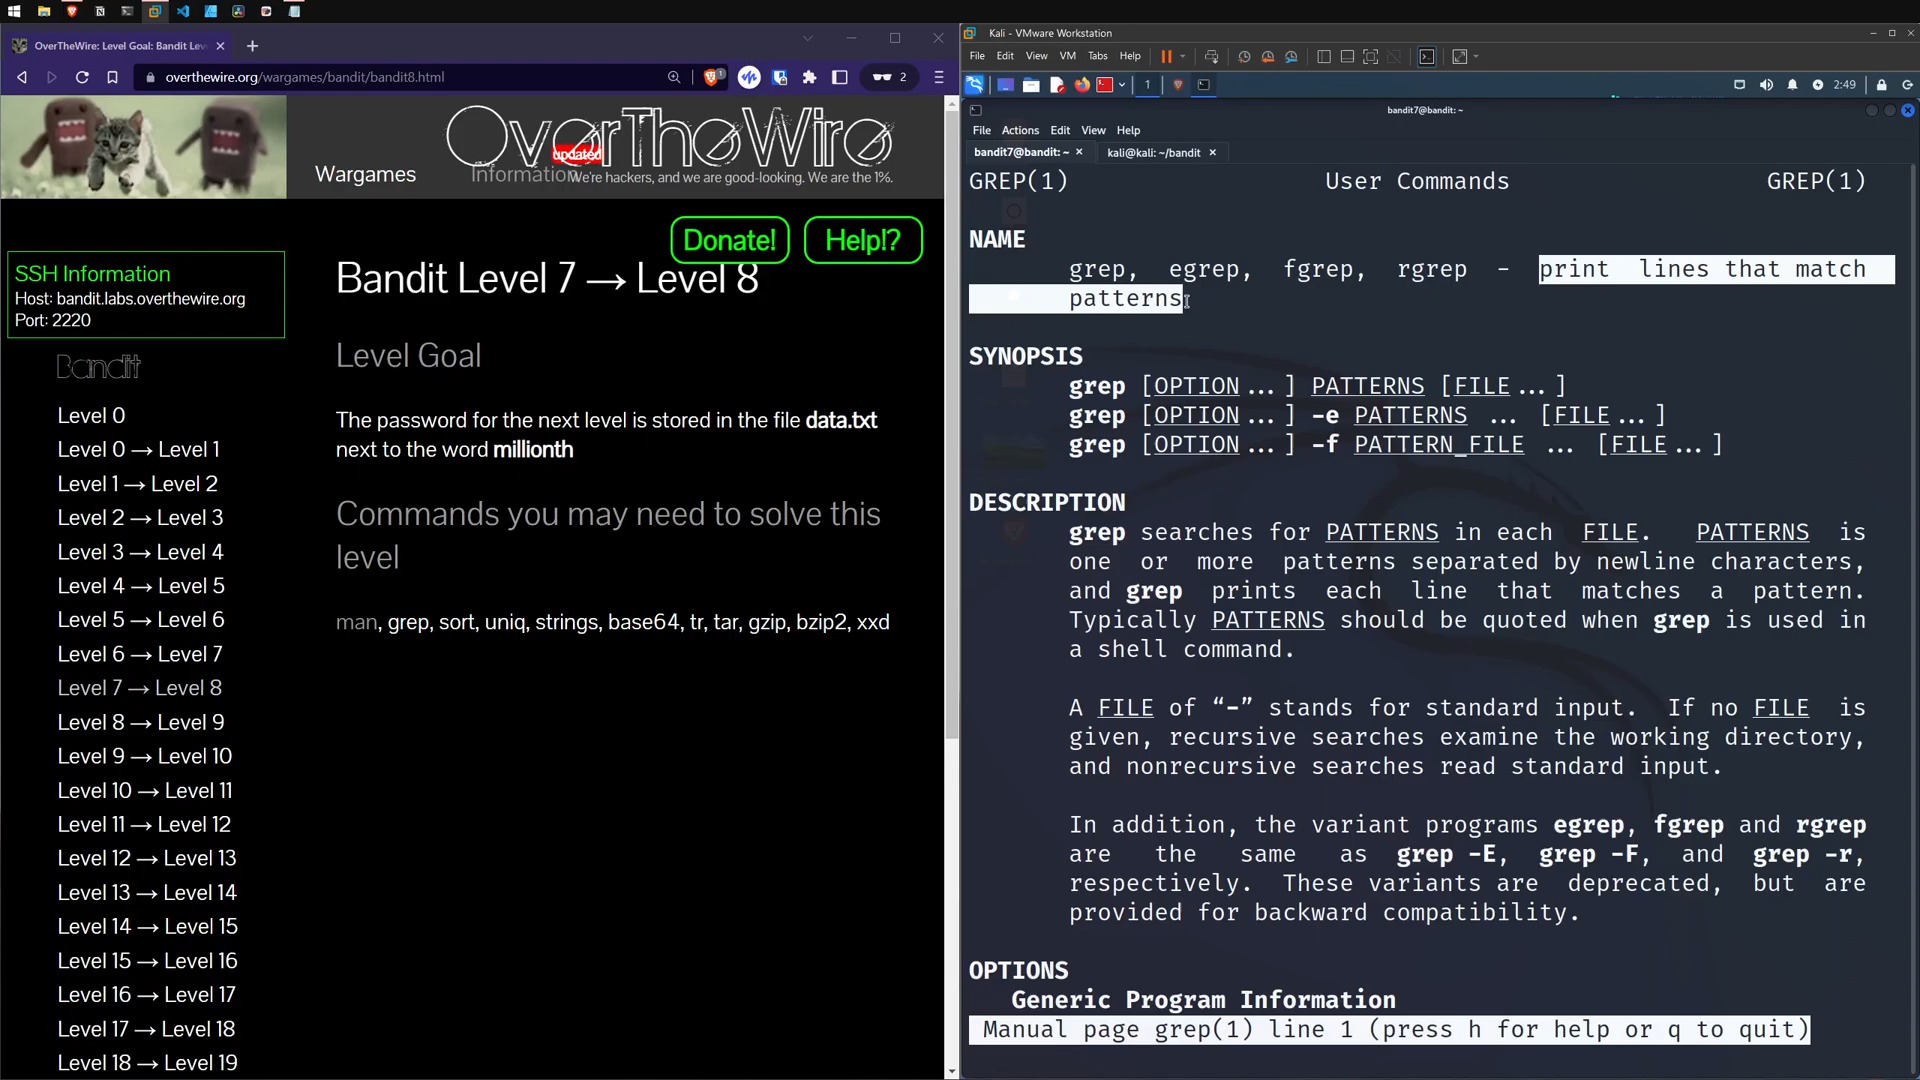 OverTheWire: Level Goal: Bandit Lev
overthewire.org/wargames/bandit/bandit8.html
1
2
OverTheWire
updated
Wargames
Information
We're hackers, and we are good-looking. We are the 1%.
Donate!
Help!?
SSH Information
Host: bandit.labs.overthewire.org
Port: 2220
Bandit
Level 0
Level 0 → Level 1
Level 1 → Level 2
Level 2 → Level 3
Level 3 → Level 4
Level 4 → Level 5
Level 5 → Level 6
Level 6 → Level 7
Level 7 → Level 8
Level 8 → Level 9
Level 9 → Level 10
Level 10 → Level 11
Level 11 → Level 12
Level 12 → Level 13
Level 13 → Level 14
Level 14 → Level 15
Level 15 → Level 16
Level 16 → Level 17
Level 17 → Level 18
Level 18 → Level 19
Bandit Level 7 → Level 8
Level Goal
The password for the next level is stored in the file data.txt
next to the word millionth
Commands you may need to solve this
level
man, grep, sort, uniq, strings, base64, tr, tar, gzip, bzip2, xxd
Kali - VMware Workstation
File Edit View VM Tabs Help
1
2:49
bandit7@bandit: ~
File Actions Edit View Help
bandit7@bandit: ~
kali@kali: ~/bandit
GREP(1) User Commands GREP(1)
NAME
grep, egrep, fgrep, rgrep - print lines that match
patterns
SYNOPSIS
grep [OPTION...] PATTERNS [FILE...]
grep [OPTION...] -e PATTERNS ... [FILE...]
grep [OPTION...] -f PATTERN_FILE ... [FILE...]
DESCRIPTION
grep searches for PATTERNS in each FILE. PATTERNS is
one or more patterns separated by newline characters,
and grep prints each line that matches a pattern.
Typically PATTERNS should be quoted when grep is used in
a shell command.
A FILE of “-” stands for standard input. If no FILE is
given, recursive searches examine the working directory,
and nonrecursive searches read standard input.
In addition, the variant programs egrep, fgrep and rgrep
are the same as grep -E, grep -F, and grep -r,
respectively. These variants are deprecated, but are
provided for backward compatibility.
OPTIONS
Generic Program Information
Manual page grep(1) line 1 (press h for help or q to quit)